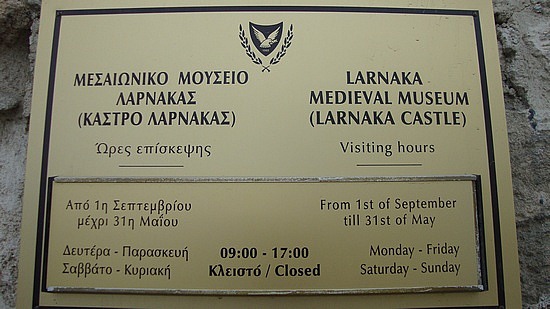 ΜΕΣΑΙΩΝΙΚΟ ΜΟΥΣΕΙΟ
ΛΑΡΝΑΚΑΣ
(ΚΑΣΤΡΟ ΛΑΡΝΑΚΑΣ)
Ώρες επίσκεψης
LARNAKA
MEDIEVAL MUSEUM
(LARNAKA CASTLE)
Visiting hours
Από 1η Σεπτεμβρίου
μέχρι 31η Μαΐου
From 1st of September
till 31st of May
Δευτέρα - Παρασκευή 09:00 - 17:00 Monday - Friday
Σαββάτο - Κυριακή Κλειστό / Closed Saturday - Sunday